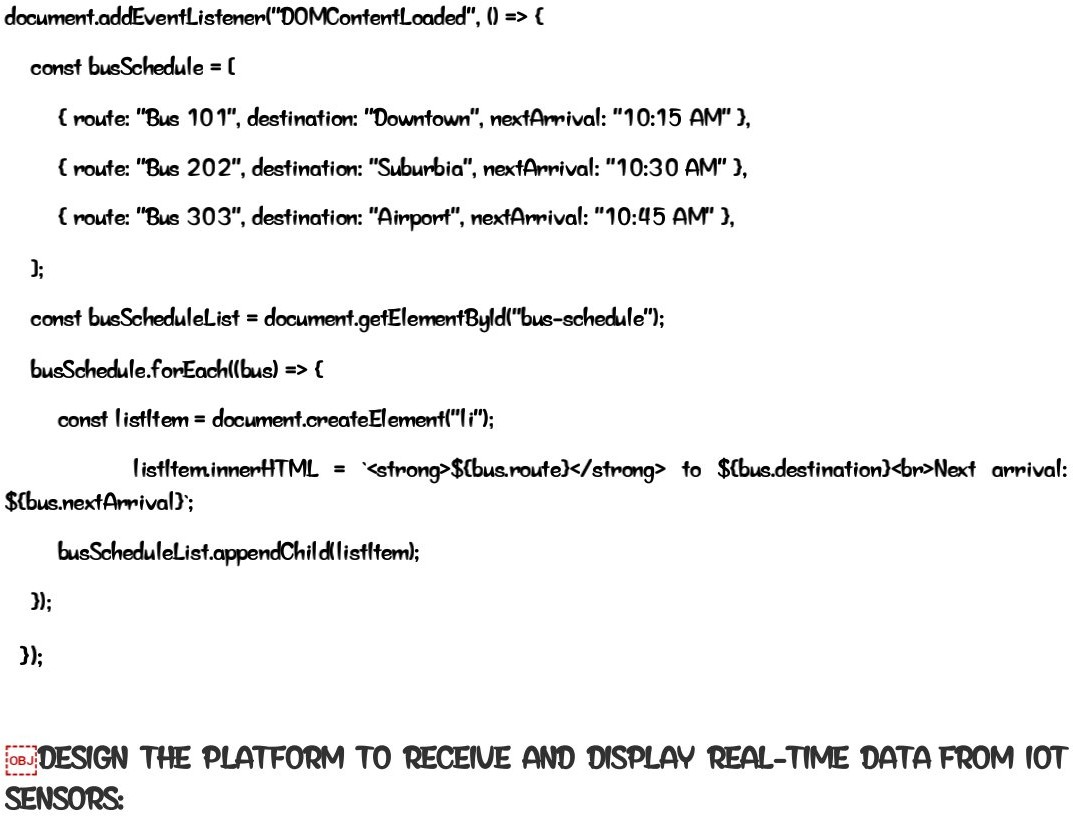 document.addEventListener("DOMContentLoaded", () => {
const busSchedule = [
{ route: "Bus 101", destination: "Downtown", nextArrival: "10:15 AM" },
{ route: "Bus 202", destination: "Suburbia", nextArrival: "10:30 AM" },
{ route: "Bus 303", destination: "Airport", nextArrival: "10:45 AM" },
];
const busScheduleList = document.getElementById("bus-schedule");
busSchedule.forEach((bus) => {
const listItem = document.createElement("li");
listItem.innerHTML = `<strong>${bus.route}</strong> to ${bus.destination}<br>Next arrival:
${bus.nextArrival}`;
busScheduleList.appendChild(listItem);
});
});
OBJ DESIGN THE PLATFORM TO RECEIVE AND DISPLAY REAL-TIME DATA FROM IOT
SENSORS: